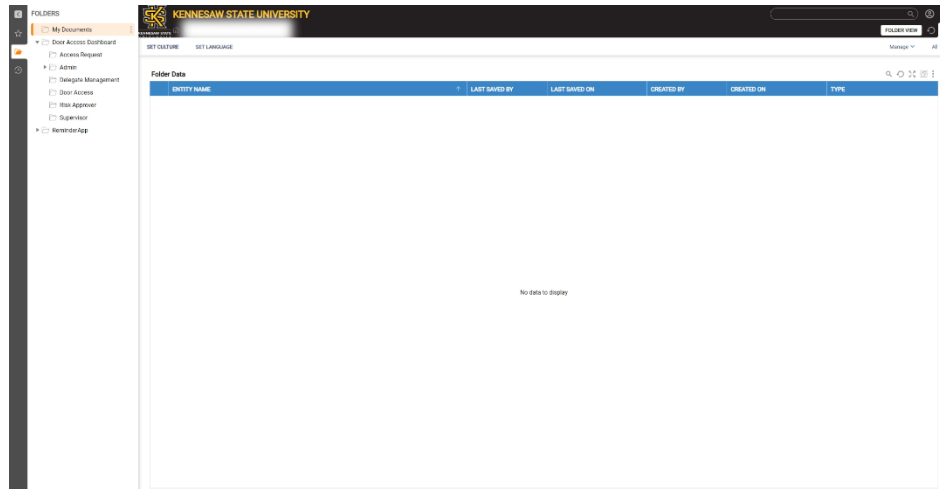 FOLDERS
My Documents
Door Access Dashboard
Access Request
Admin
Delegate Management
Door Access
Risk Approver
Supervisor
ReminderApp
KENNESAW STATE UNIVERSITY
FOLDER VIEW
SET CULTURE SET LANGUAGE
Manage All
Folder Data
ENTITY NAME LAST SAVED BY LAST SAVED ON CREATED BY CREATED ON TYPE
No data to display